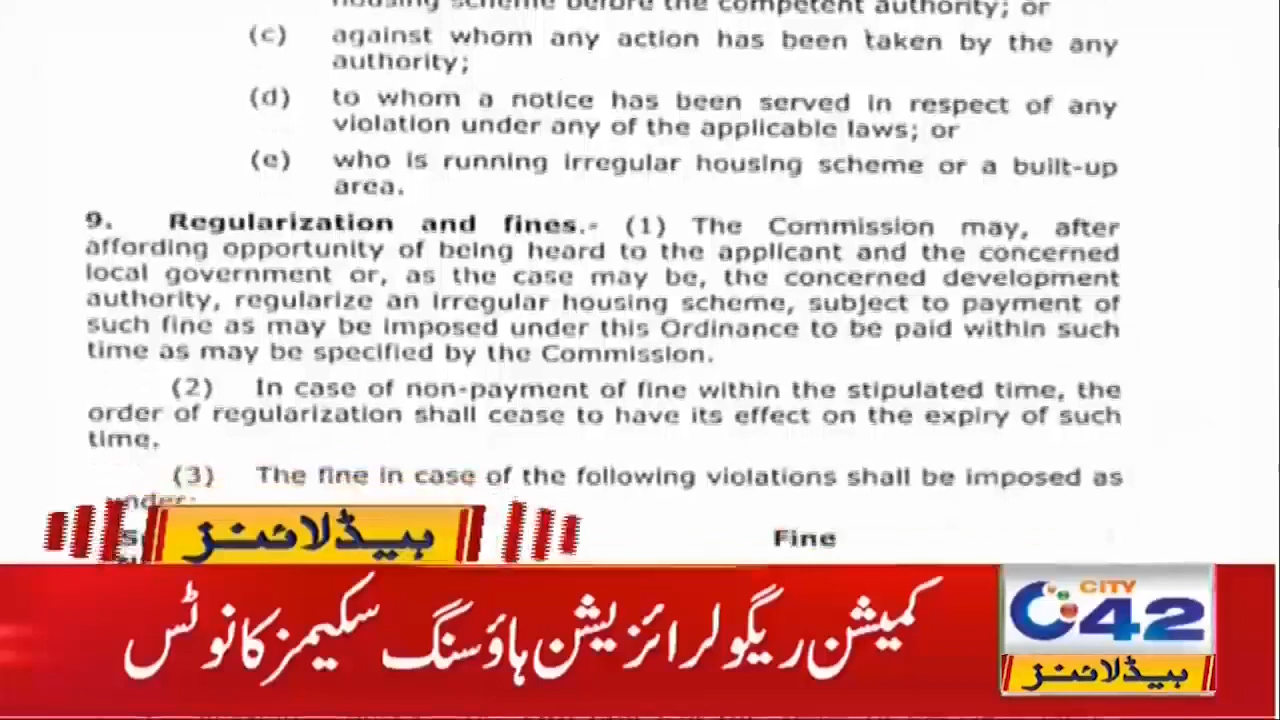 housing scheme before the competent authority; or
(c) against whom any action has been taken by the any
authority;
(d) to whom a notice has been served in respect of any
violation under any of the applicable laws; or
(e) who is running irregular housing scheme or a built-up
area.
9. Regularization and fines.- (1) The Commission may, after
affording opportunity of being heard to the applicant and the concerned
local government or, as the case may be, the concerned development
authority, regularize an irregular housing scheme, subject to payment of
such fine as may be imposed under this Ordinance to be paid within such
time as may be specified by the Commission.
(2) In case of non-payment of fine within the stipulated time, the
order of regularization shall cease to have its effect on the expiry of such
time.
(3) The fine in case of the following violations shall be imposed as
under:
Fine
ہیڈلائنز
کمیشن ریگولرائزیشن ہاؤسنگ سکیمز کا نوٹس
CITY
42
ہیڈلائنز